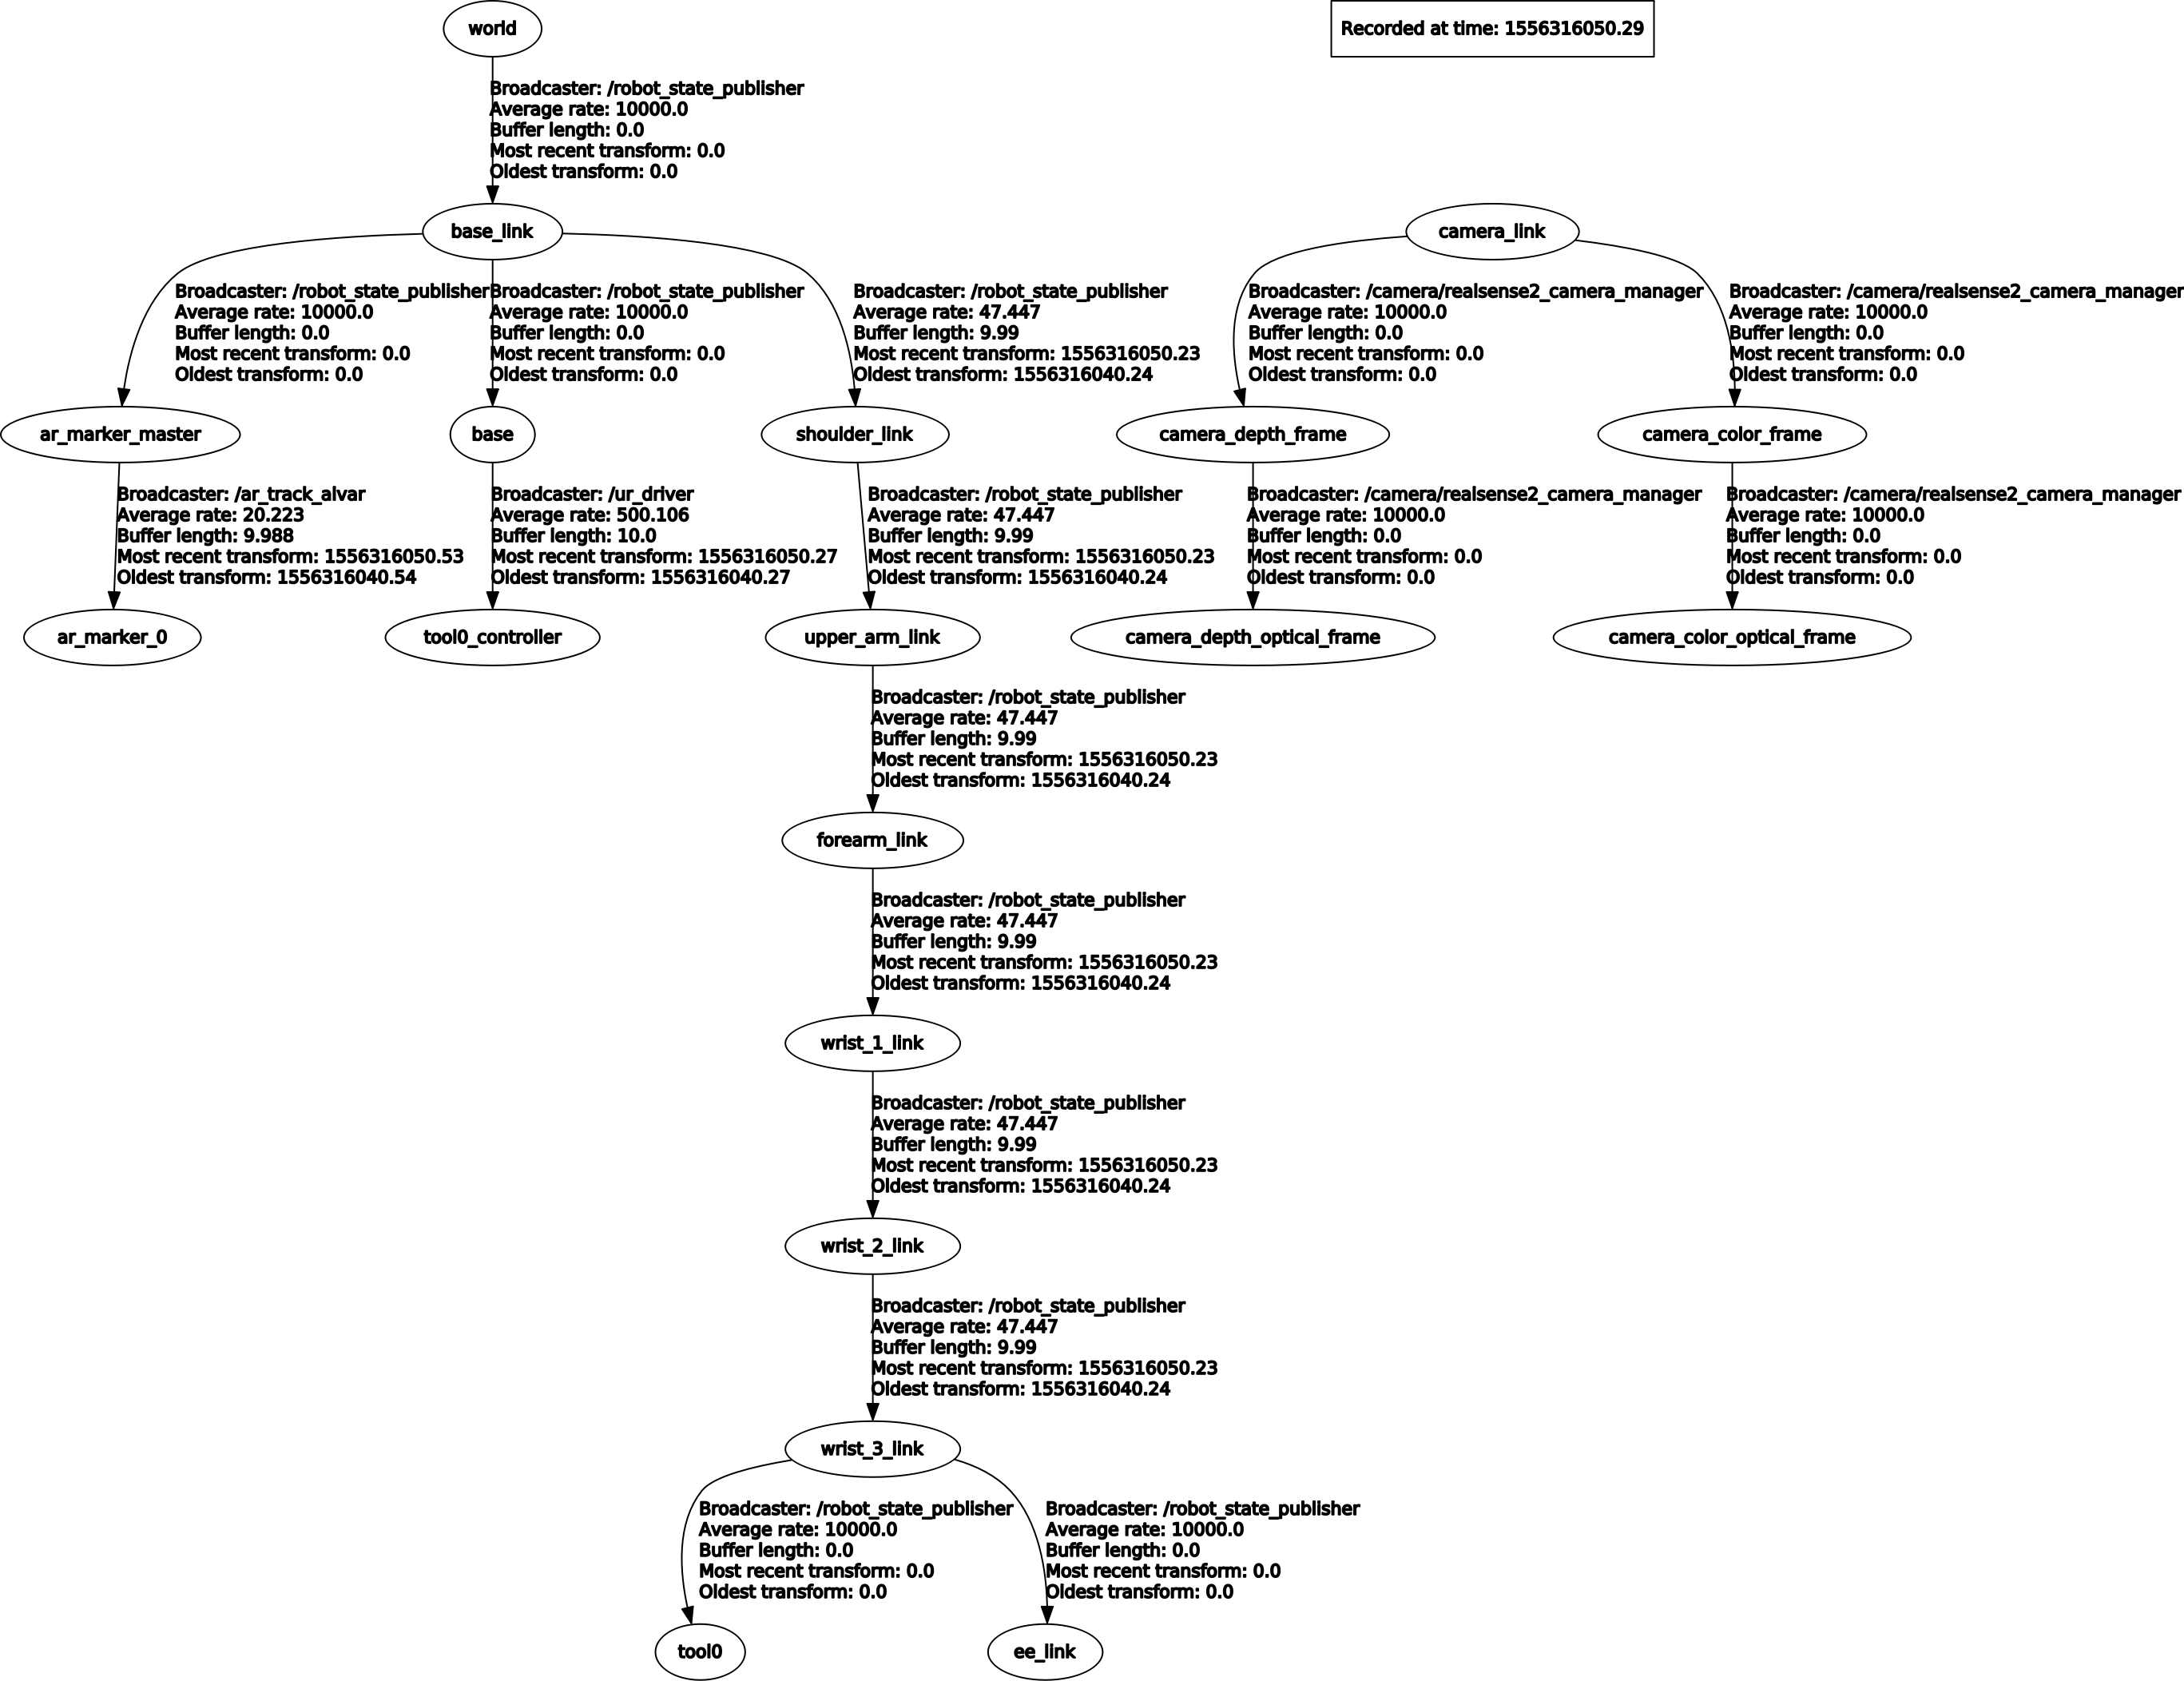 world
Recorded at time: 1556316050.29
Broadcaster: /robot_state_publisher
Average rate: 10000.0
Buffer length: 0.0
Most recent transform: 0.0
Oldest transform: 0.0
base_link
camera_link
Broadcaster: /robot_state_publisher
Average rate: 10000.0
Buffer length: 0.0
Most recent transform: 0.0
Oldest transform: 0.0
Broadcaster: /robot_state_publisher
Average rate: 10000.0
Buffer length: 0.0
Most recent transform: 0.0
Oldest transform: 0.0
Broadcaster: /robot_state_publisher
Average rate: 47.447
Buffer length: 9.99
Most recent transform: 1556316050.23
Oldest transform: 1556316040.24
Broadcaster: /camera/realsense2_camera_manager
Average rate: 10000.0
Buffer length: 0.0
Most recent transform: 0.0
Oldest transform: 0.0
Broadcaster: /camera/realsense2_camera_manager
Average rate: 10000.0
Buffer length: 0.0
Most recent transform: 0.0
Oldest transform: 0.0
ar_marker_master
base
shoulder_link
camera_depth_frame
camera_color_frame
Broadcaster: /ar_track_alvar
Average rate: 20.223
Buffer length: 9.988
Most recent transform: 1556316050.53
Oldest transform: 1556316040.54
Broadcaster: /ur_driver
Average rate: 500.106
Buffer length: 10.0
Most recent transform: 1556316050.27
Oldest transform: 1556316040.27
Broadcaster: /robot_state_publisher
Average rate: 47.447
Buffer length: 9.99
Most recent transform: 1556316050.23
Oldest transform: 1556316040.24
Broadcaster: /camera/realsense2_camera_manager
Average rate: 10000.0
Buffer length: 0.0
Most recent transform: 0.0
Oldest transform: 0.0
Broadcaster: /camera/realsense2_camera_manager
Average rate: 10000.0
Buffer length: 0.0
Most recent transform: 0.0
Oldest transform: 0.0
ar_marker_0
tool0_controller
upper_arm_link
camera_depth_optical_frame
camera_color_optical_frame
Broadcaster: /robot_state_publisher
Average rate: 47.447
Buffer length: 9.99
Most recent transform: 1556316050.23
Oldest transform: 1556316040.24
forearm_link
Broadcaster: /robot_state_publisher
Average rate: 47.447
Buffer length: 9.99
Most recent transform: 1556316050.23
Oldest transform: 1556316040.24
wrist_1_link
Broadcaster: /robot_state_publisher
Average rate: 47.447
Buffer length: 9.99
Most recent transform: 1556316050.23
Oldest transform: 1556316040.24
wrist_2_link
Broadcaster: /robot_state_publisher
Average rate: 47.447
Buffer length: 9.99
Most recent transform: 1556316050.23
Oldest transform: 1556316040.24
wrist_3_link
Broadcaster: /robot_state_publisher
Average rate: 10000.0
Buffer length: 0.0
Most recent transform: 0.0
Oldest transform: 0.0
Broadcaster: /robot_state_publisher
Average rate: 10000.0
Buffer length: 0.0
Most recent transform: 0.0
Oldest transform: 0.0
tool0
ee_link